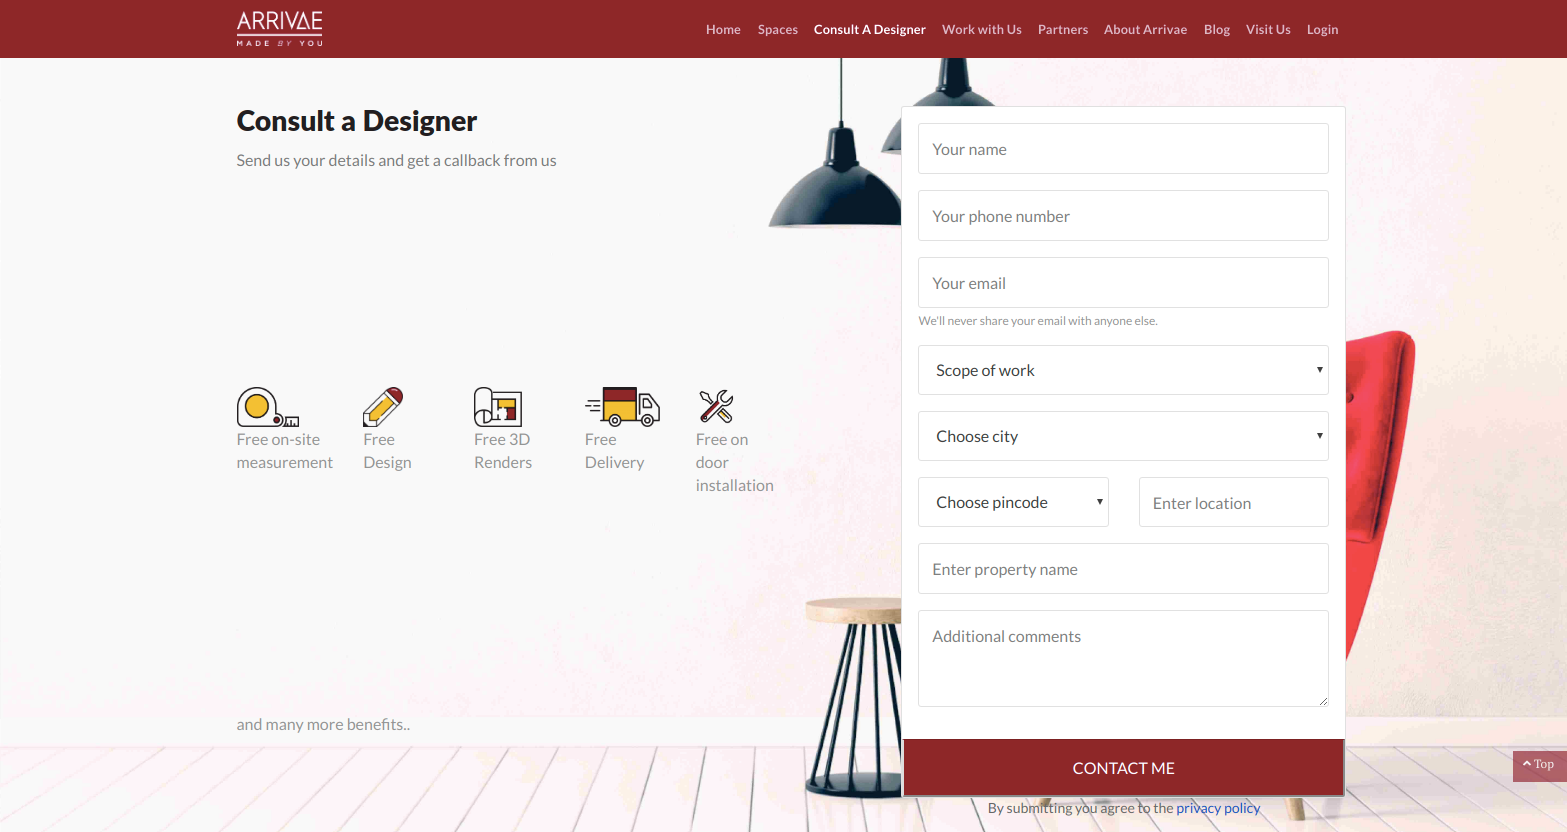 ARRIVAE
MADE BY YOU
Home Spaces Consult A Designer Work with Us Partners About Arrivae Blog Visit Us Login
Consult a Designer
Send us your details and get a callback from us
Free on-site
measurement
Free
Design
Free 3D
Renders
Free
Delivery
Free on
door
installation
and many more benefits..
Your name
Your phone number
Your email
We'll never share your email with anyone else.
Scope of work
Choose city
Choose pincode
Enter location
Enter property name
Additional comments
CONTACT ME
By submitting you agree to the privacy policy
Top